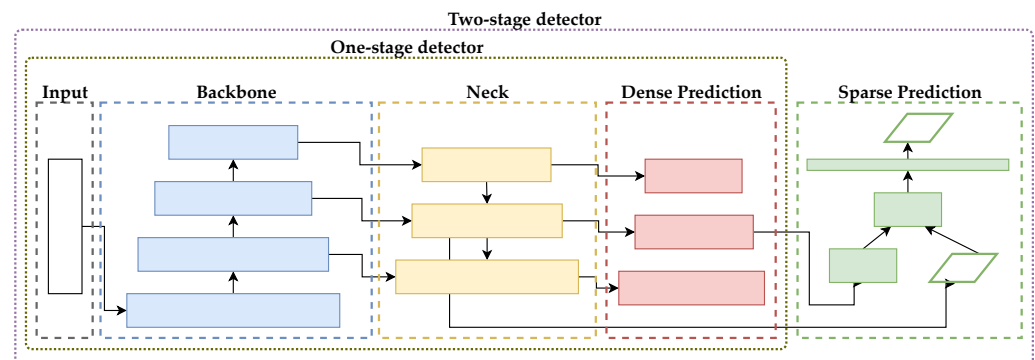 Two-stage detector
One-stage detector
Input
Backbone
Neck
Dense Prediction
Sparse Prediction